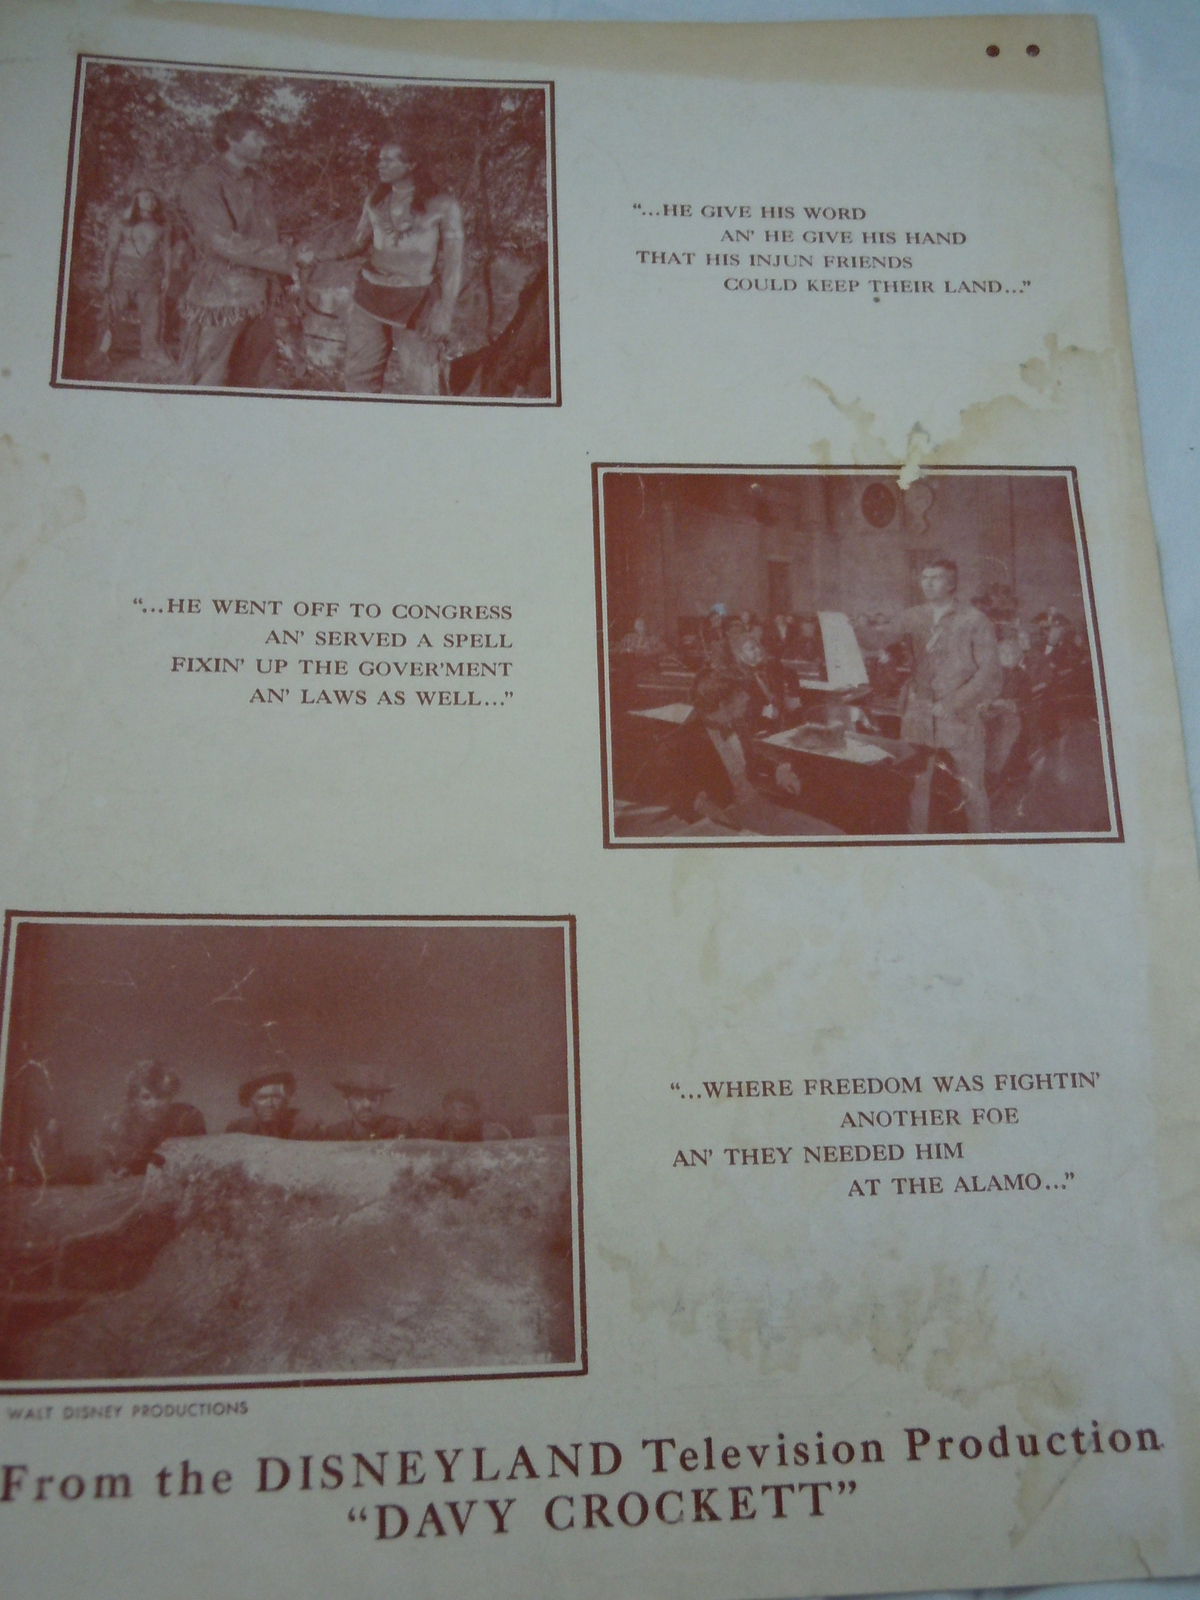 “...HE GIVE HIS WORD
AN' HE GIVE HIS HAND
THAT HIS INJUN FRIENDS
COULD KEEP THEIR LAND...”
“...HE WENT OFF TO CONGRESS
AN' SERVED A SPELL
FIXIN' UP THE GOVER'MENT
AN' LAWS AS WELL...”
“...WHERE FREEDOM WAS FIGHTIN'
ANOTHER FOE
AN' THEY NEEDED HIM
AT THE ALAMO...”
WALT DISNEY PRODUCTIONS
From the DISNEYLAND Television Production
“DAVY CROCKETT”